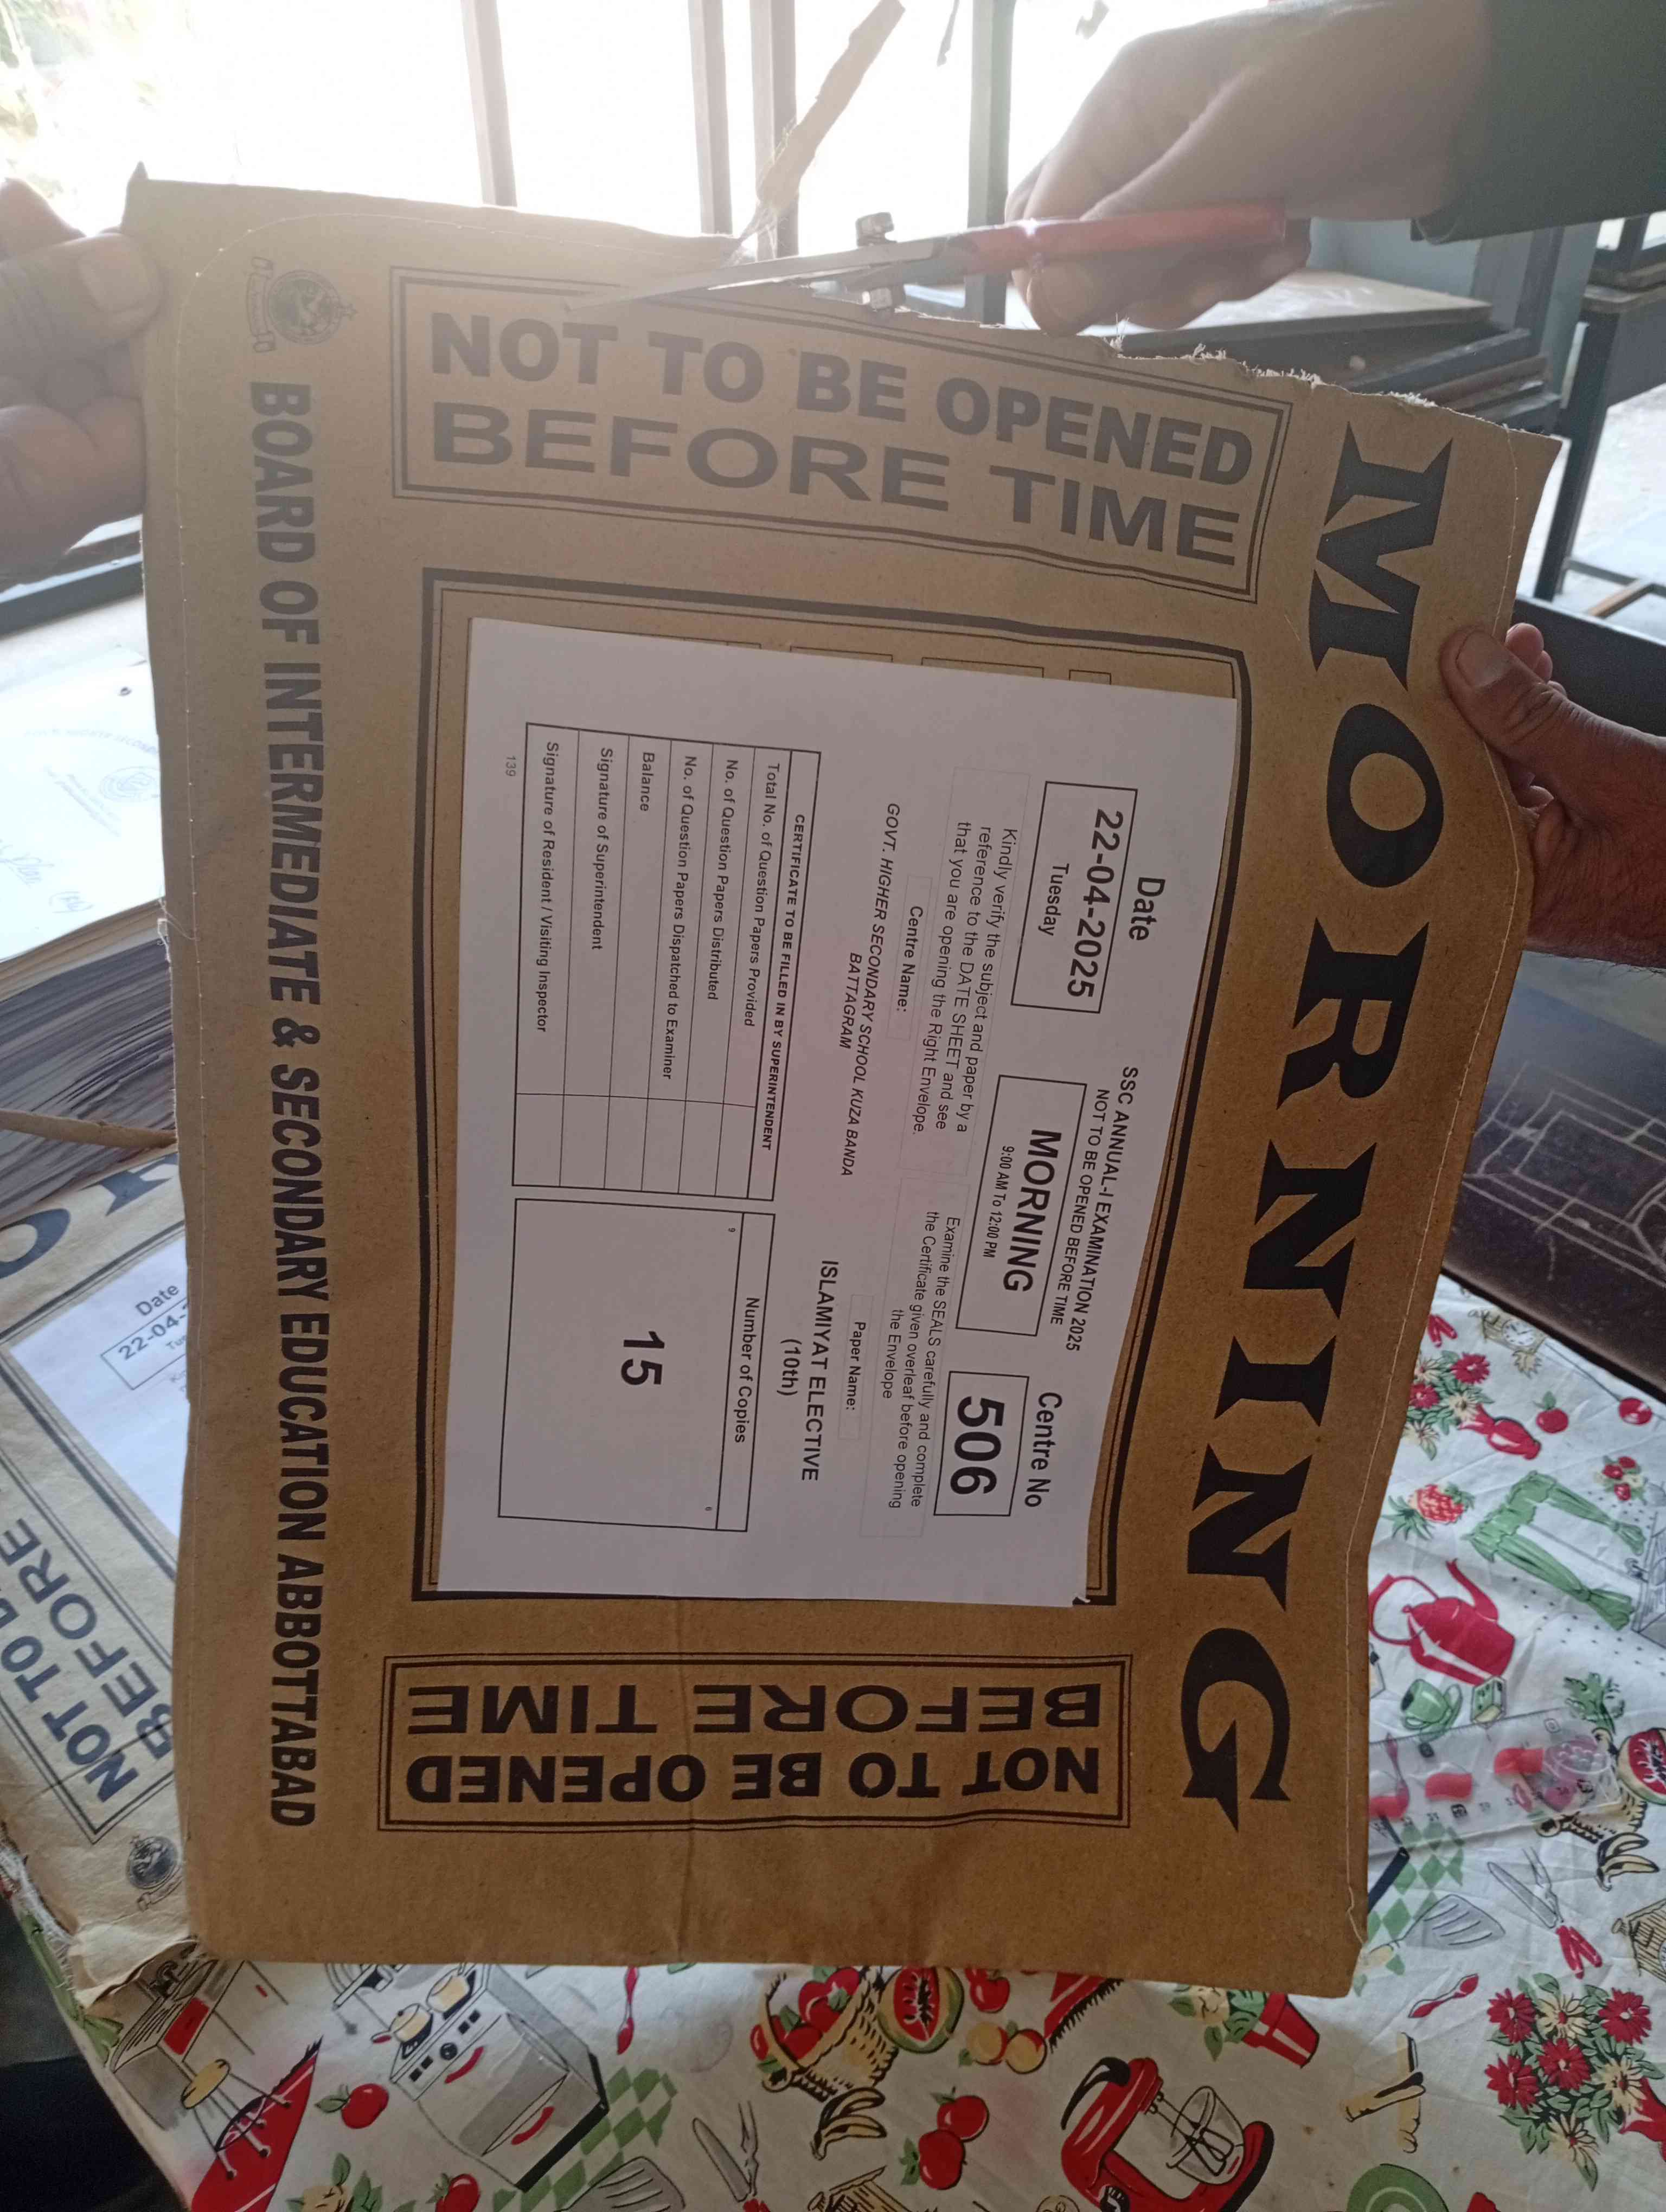 MORNING
NOT TO BE OPENED
BEFORE TIME
Date
22-04-2025
Tuesday
SSC ANNUAL-I EXAMINATION 2025
NOT TO BE OPENED BEFORE TIME
MORNING
9:00 AM To 12:00 PM
Centre No
506
Kindly verify the subject and paper by a
reference to the DATE SHEET and see
that you are opening the Right Envelope.
Examine the SEALS carefully and complete
the Certificate given overleaf before opening
the Envelope
Centre Name:
GOVT. HIGHER SECONDARY SCHOOL KUZA BANDA
BATTAGRAM
Paper Name:
ISLAMIYAT ELECTIVE
(10th)
CERTIFICATE TO BE FILLED IN BY SUPERINTENDENT
Total No. of Question Papers Provided
No. of Question Papers Distributed
No. of Question Papers Dispatched to Examiner
Balance
Signature of Superintendent
Signature of Resident / Visiting Inspector
139
Number of Copies
9
6
15
NOT TO BE OPENED
BEFORE TIME
BOARD OF INTERMEDIATE & SECONDARY EDUCATION ABBOTTABAD
Date
22-04-
NOT TO
BEFORE